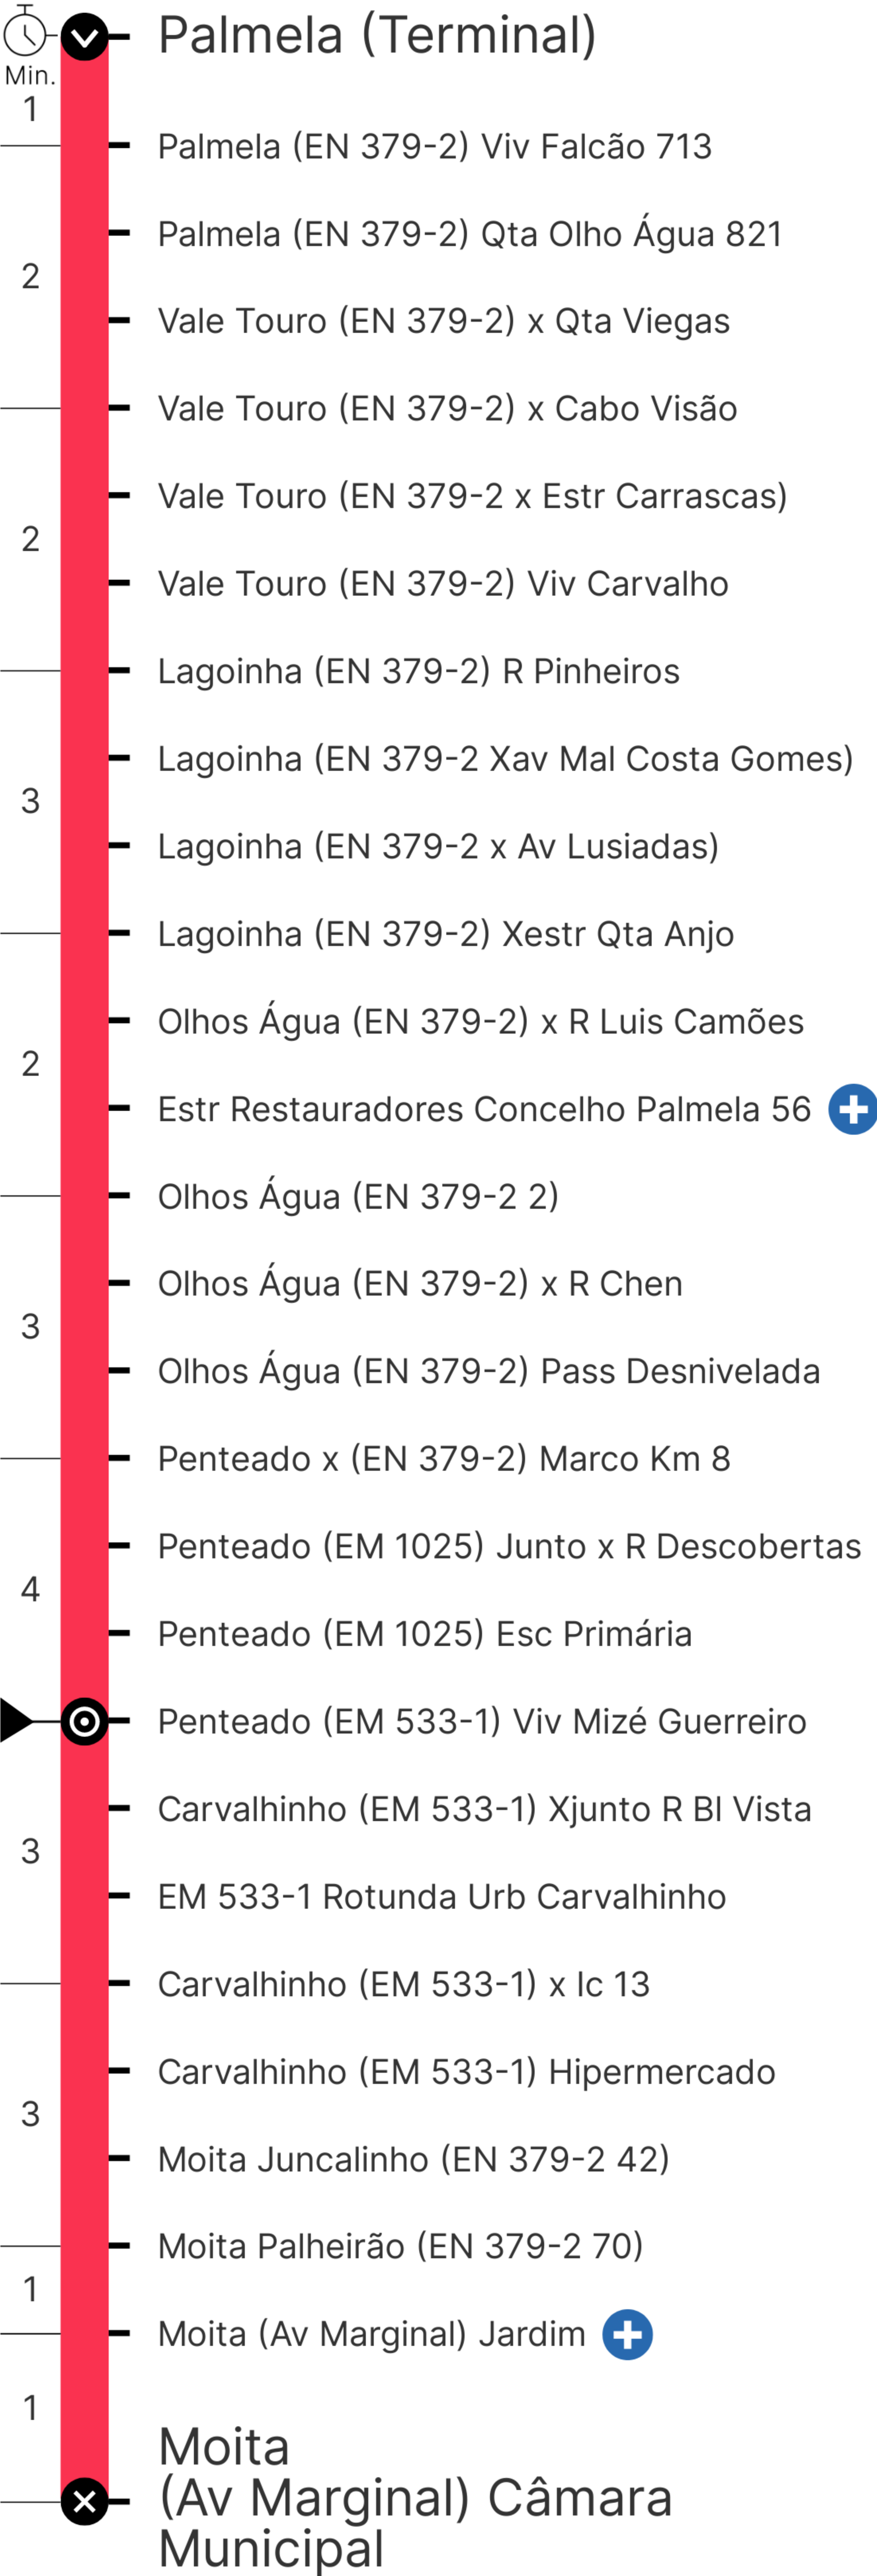 Palmela (Terminal)
Min.
1
Palmela (EN 379-2) Viv Falcão 713
Palmela (EN 379-2) Qta Olho Água 821
2
Vale Touro (EN 379-2) x Qta Viegas
Vale Touro (EN 379-2) x Cabo Visão
Vale Touro (EN 379-2 x Estr Carrascas)
2
Vale Touro (EN 379-2) Viv Carvalho
Lagoinha (EN 379-2) R Pinheiros
Lagoinha (EN 379-2 Xav Mal Costa Gomes)
3
Lagoinha (EN 379-2 x Av Lusiadas)
Lagoinha (EN 379-2) Xestr Qta Anjo
Olhos Água (EN 379-2) x R Luis Camões
2
Estr Restauradores Concelho Palmela 56
Olhos Água (EN 379-2 2)
Olhos Água (EN 379-2) x R Chen
3
Olhos Água (EN 379-2) Pass Desnivelada
Penteado x (EN 379-2) Marco Km 8
Penteado (EM 1025) Junto x R Descobertas
4
Penteado (EM 1025) Esc Primária
Penteado (EM 533-1) Viv Mizé Guerreiro
Carvalhinho (EM 533-1) Xjunto R Bl Vista
3
EM 533-1 Rotunda Urb Carvalhinho
Carvalhinho (EM 533-1) x Ic 13
Carvalhinho (EM 533-1) Hipermercado
3
Moita Juncalinho (EN 379-2 42)
Moita Palheirão (EN 379-2 70)
1
Moita (Av Marginal) Jardim
1
Moita
(Av Marginal) Câmara
Municipal